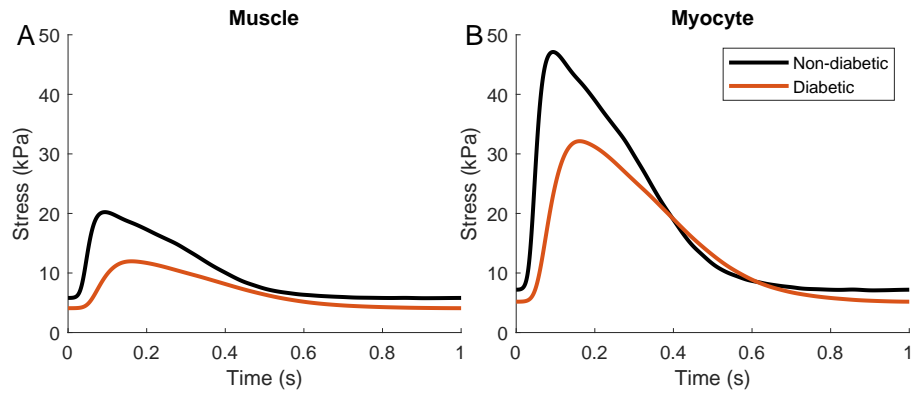 A
Muscle
50
40
30
20
10
0
Stress (kPa)
0 0.2 0.4 0.6 0.8 1
Time (s)
B
Myocyte
50
40
30
20
10
0
Stress (kPa)
0 0.2 0.4 0.6 0.8 1
Time (s)
Non-diabetic
Diabetic